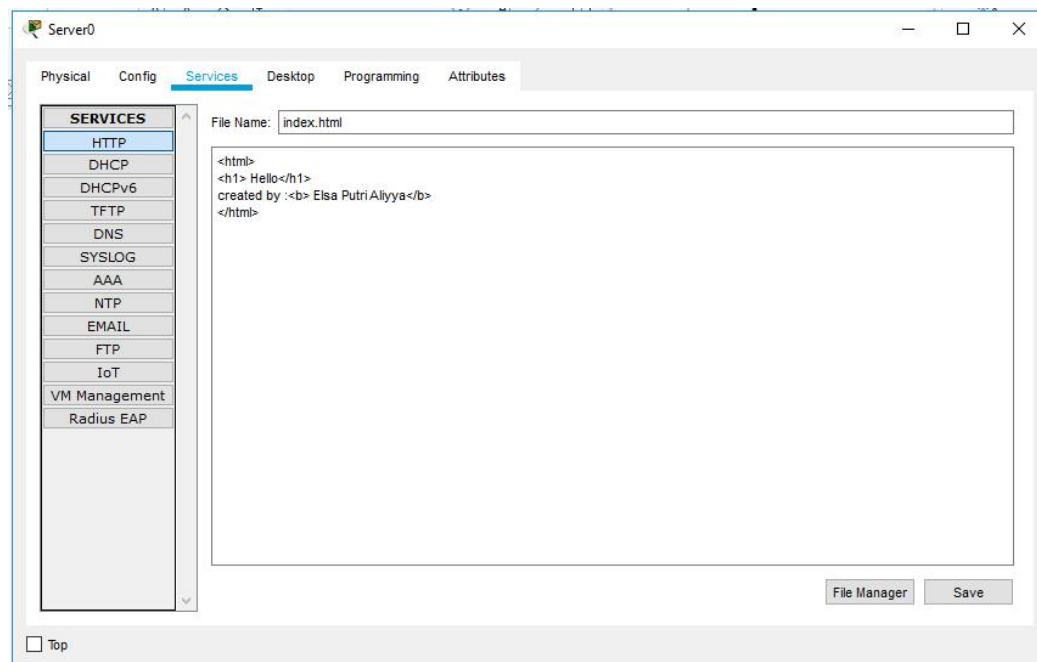 Server0
Physical Config Services Desktop Programming Attributes
SERVICES
HTTP
DHCP
DHCPv6
TFTP
DNS
SYSLOG
AAA
NTP
EMAIL
FTP
IoT
VM Management
Radius EAP
File Name: index.html
<html>
<h1> Hello</h1>
created by :<b> Elsa Putri Aliyya</b>
</html>
File Manager Save
Top